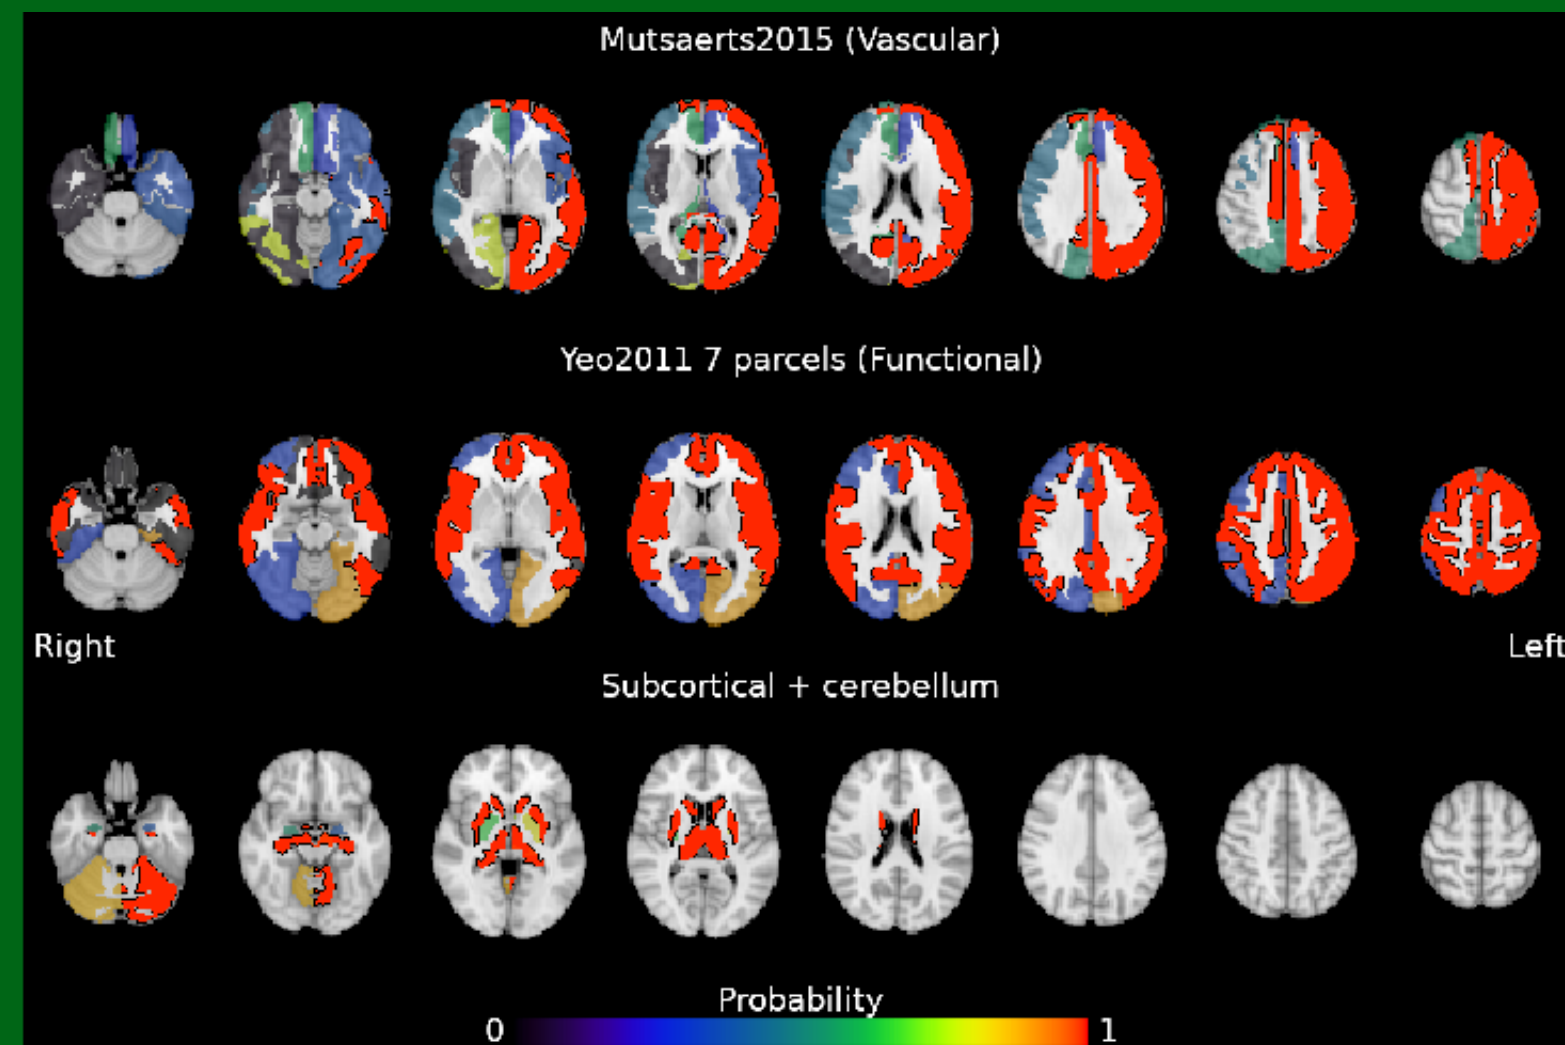 Mutsaerts2015 (Vascular)
Yeo2011 7 parcels (Functional)
Right
Left
Subcortical + cerebellum
Probability
0
1